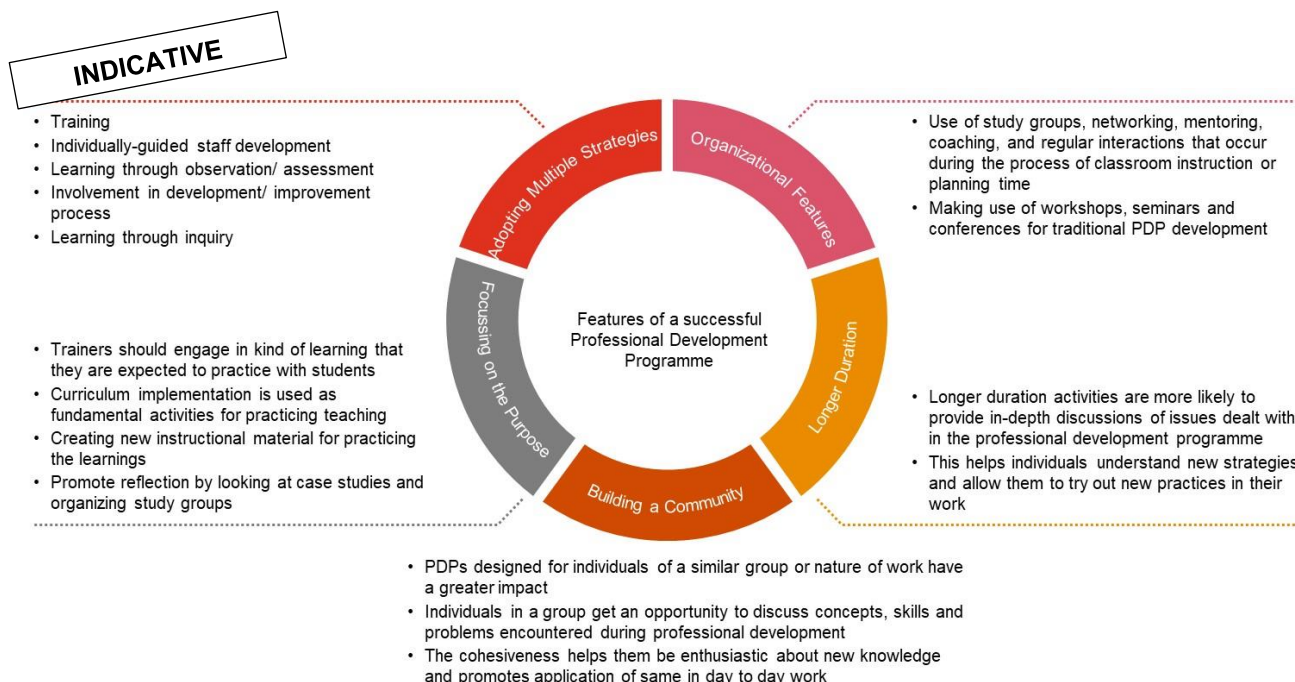 INDICATIVE
• Training
• Individually-guided staff development
• Learning through observation/ assessment
• Involvement in development/ improvement
process
• Learning through inquiry
Adopting Multiple Strategies
Organizational Features
• Use of study groups, networking, mentoring,
coaching, and regular interactions that occur
during the process of classroom instruction or
planning time
• Making use of workshops, seminars and
conferences for traditional PDP development
Features of a successful
Professional Development
Programme
• Trainers should engage in kind of learning that
they are expected to practice with students
• Curriculum implementation is used as
fundamental activities for practicing teaching
• Creating new instructional material for practicing
the learnings
• Promote reflection by looking at case studies and
organizing study groups
Focussing on the Purpose
Longer Duration
• Longer duration activities are more likely to
provide in-depth discussions of issues dealt with
in the professional development programme
• This helps individuals understand new strategies
and allow them to try out new practices in their
work
Building a Community
• PDPs designed for individuals of a similar group or nature of work have
a greater impact
• Individuals in a group get an opportunity to discuss concepts, skills and
problems encountered during professional development
• The cohesiveness helps them be enthusiastic about new knowledge
and promotes application of same in day to day work